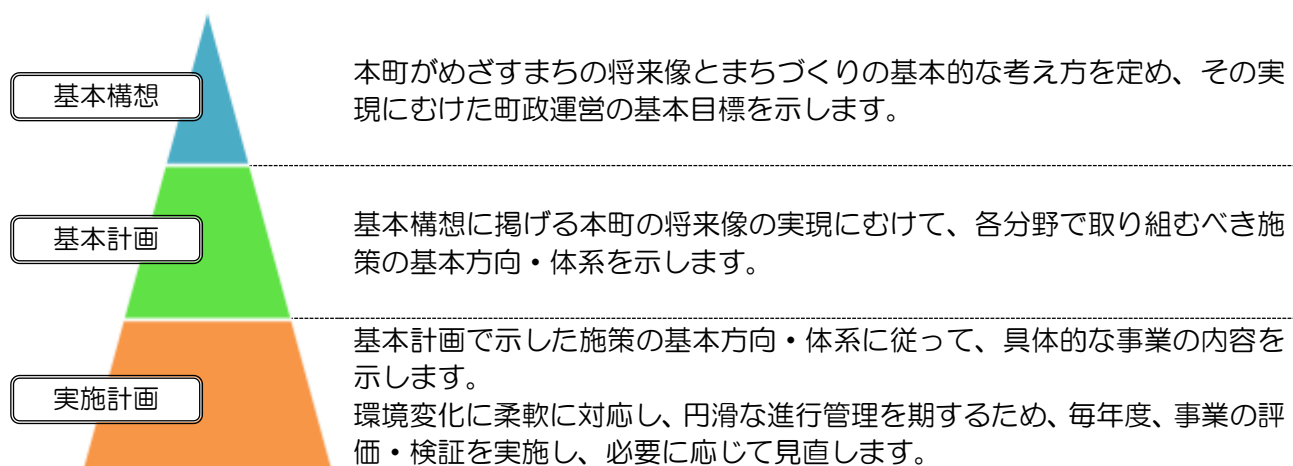 基本構想
本町がめざすまちの将来像とまちづくりの基本的な考え方を定め、その実
現にむけた町政運営の基本目標を示します。
基本計画
基本構想に掲げる本町の将来像の実現にむけて、各分野で取り組むべき施
策の基本方向・体系を示します。
実施計画
基本計画で示した施策の基本方向・体系に従って、具体的な事業の内容を
示します。
環境変化に柔軟に対応し、円滑な進行管理を期するため、毎年度、事業の評
価・検証を実施し、必要に応じて見直します。